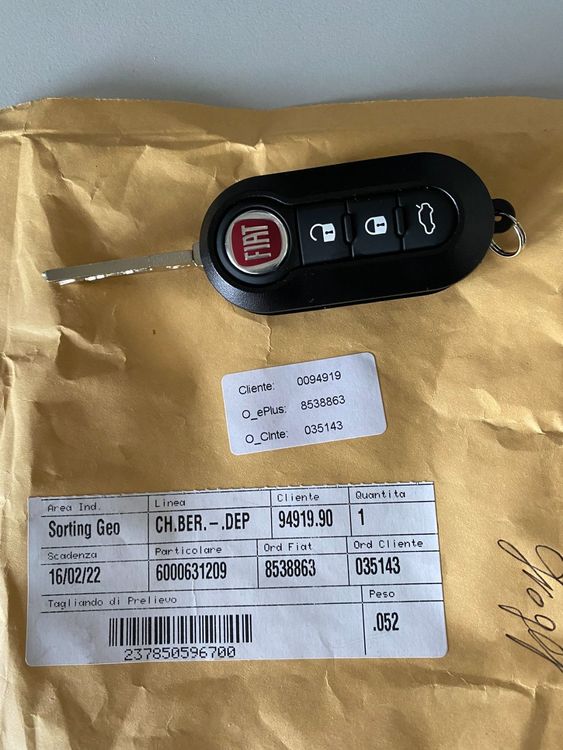 FIAT
Cliente: 0094919
O_ePlus: 8538863
O_Clnte: 035143
Area Ind. Linea Cliente Quantita
Sorting Geo CH.BER.-.DEP 94919.90 1
Scadenza Particolare Ord Fiat Ord Cliente
16/02/22 6000631209 8538863 035143
Tagliando di Prelievo Peso
.052
237850596700